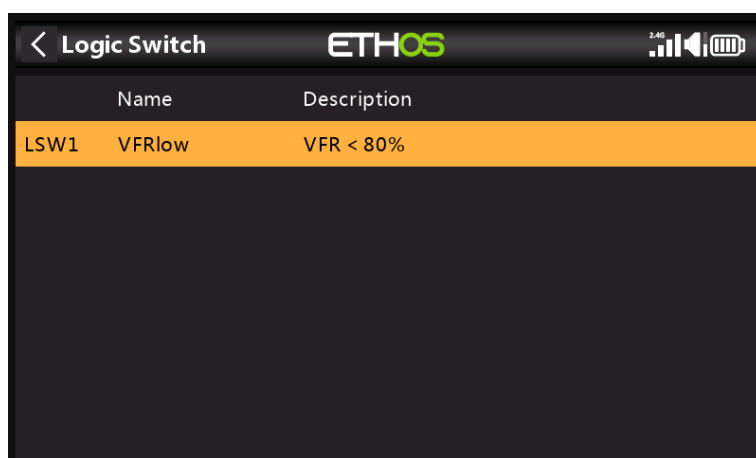 Logic Switch ETHOS 2.4G
Name Description
LSW1 VFRlow VFR < 80%